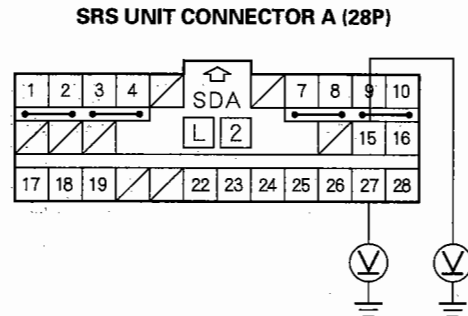 SRS UNIT CONNECTOR A (28P)
1 2 3 4 7 8 9 10
SDA
L 2 15 16
17 18 19 22 23 24 25 26 27 28
V V